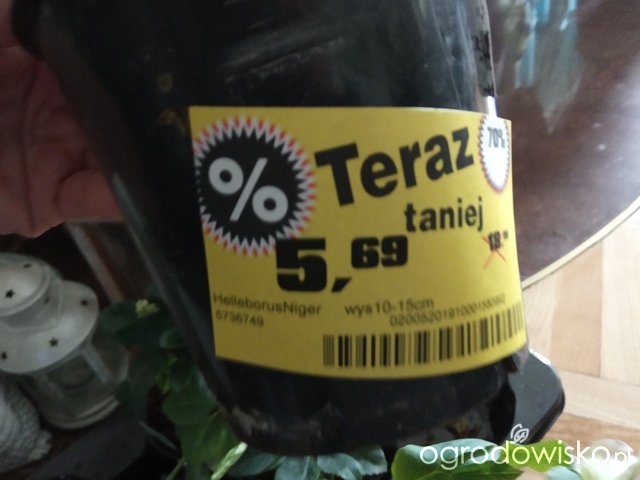 %
Teraz
70%
taniej
5,69
HelleborusNiger wys10-15cm
5736749
ogrodowisko.pl